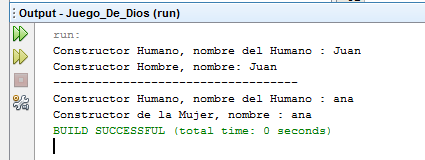 Output - Juego_De_Dios (run)
run:
Constructor Humano, nombre del Humano : Juan
Constructor Hombre, nombre: Juan
----------------------------------
Constructor Humano, nombre del Humano : ana
Constructor de la Mujer, nombre : ana
BUILD SUCCESSFUL (total time: 0 seconds)